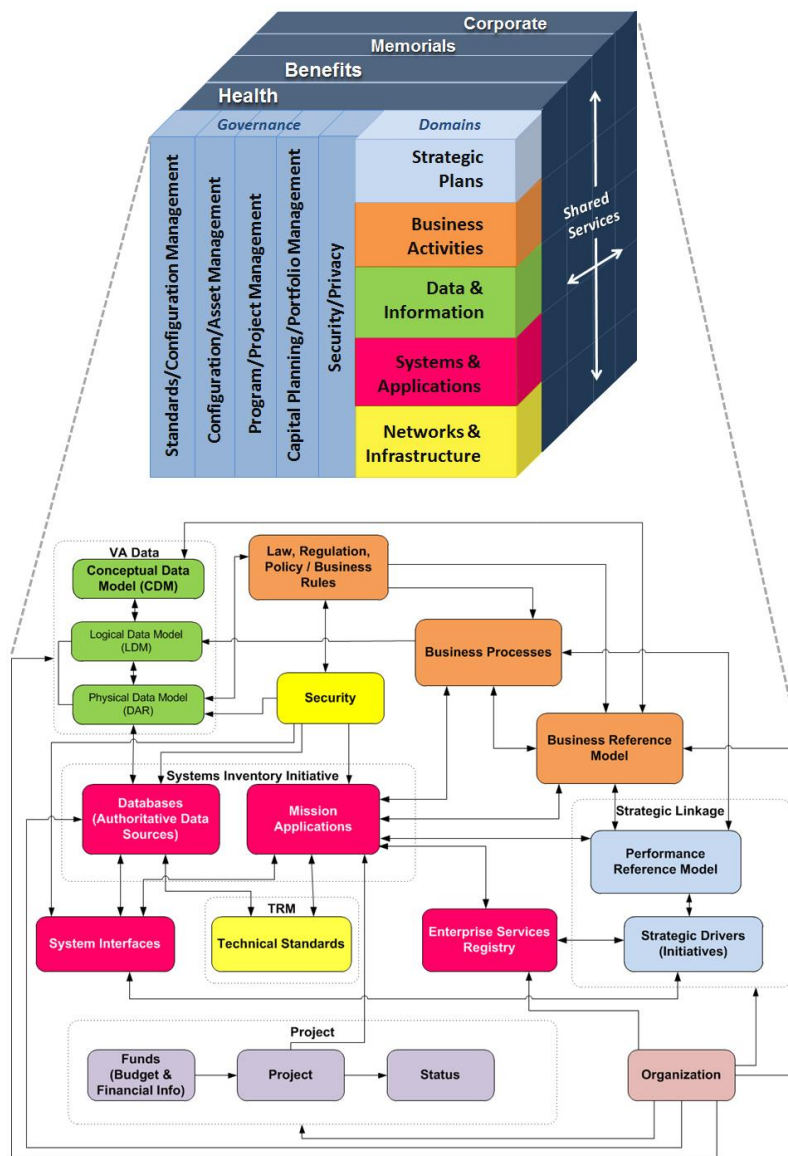 Corporate
Memorials
Benefits
Health
Governance
Domains
Standards/Configuration Management
Configuration/Asset Management
Program/Project Management
Capital Planning/Portfolio Management
Security/Privacy
Strategic
Plans
Business
Activities
Data &
Information
Systems &
Applications
Networks &
Infrastructure
Shared
Services
VA Data
Conceptual Data
Model (CDM)
Logical Data Model
(LDM)
Physical Data Model
(DAR)
Law, Regulation,
Policy / Business
Rules
Business Processes
Security
Business Reference
Model
Systems Inventory Initiative
Databases
(Authoritative Data
Sources)
Mission
Applications
Strategic Linkage
Performance
Reference Model
TRM
System Interfaces
Technical Standards
Enterprise Services
Registry
Strategic Drivers
(Initiatives)
Project
Funds
(Budget &
Financial Info)
Project
Status
Organization